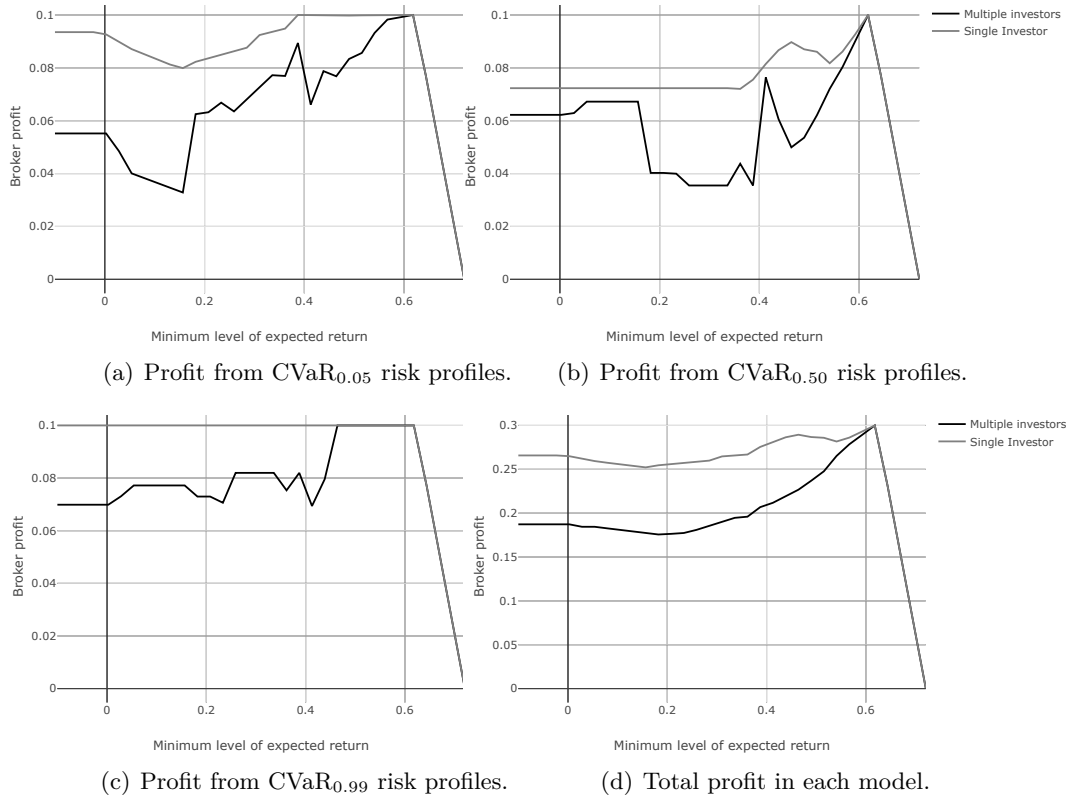 0.1
0.08
0.06
0.04
0.02
0
0
0.2
0.4
0.6
Broker profit
Minimum level of expected return
0.1
0.08
0.06
0.04
0.02
0
0
0.2
0.4
0.6
Broker profit
Minimum level of expected return
Multiple investors
Single Investor
(a) Profit from CVaR0.05 risk profiles.
(b) Profit from CVaR0.50 risk profiles.
0.1
0.08
0.06
0.04
0.02
0
0
0.2
0.4
0.6
Broker profit
Minimum level of expected return
0.3
0.25
0.2
0.15
0.1
0.05
0
0
0.2
0.4
0.6
Broker profit
Minimum level of expected return
Multiple investors
Single Investor
(c) Profit from CVaR0.99 risk profiles.
(d) Total profit in each model.